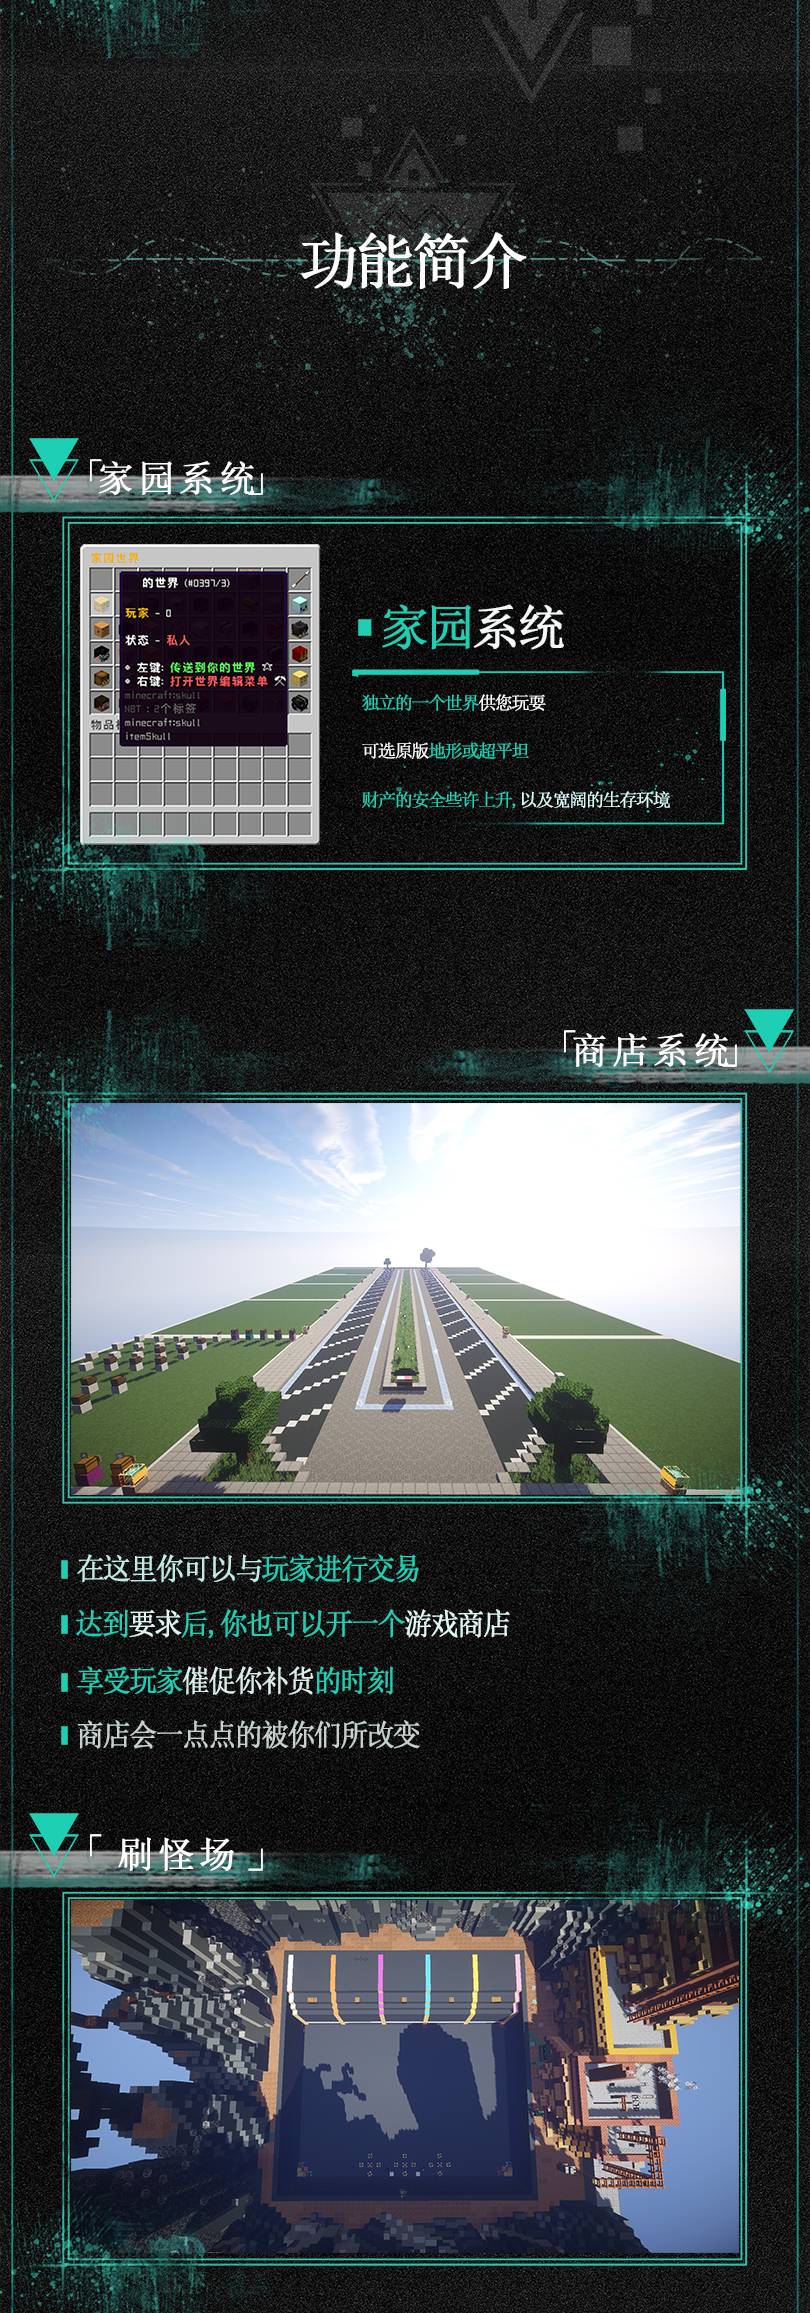 功能简介
「家园系统」
家园世界
的世界 (#0397/3)
玩家 - 0
状态 - 私人
左键: 传送到你的世界 ☆
右键: 打开世界编辑菜单
minecraft:skull
NBT: 2个标签
minecraft:skull
itemSkull
物品
家园系统
独立的一个世界供您玩耍
可选原版地形或超平坦
财产的安全些许上升, 以及宽阔的生存环境
「商店系统」
在这里你可以与玩家进行交易
达到要求后, 你也可以开一个游戏商店
享受玩家催促你补货的时刻
商店会一点点的被你们所改变
「刷怪场」